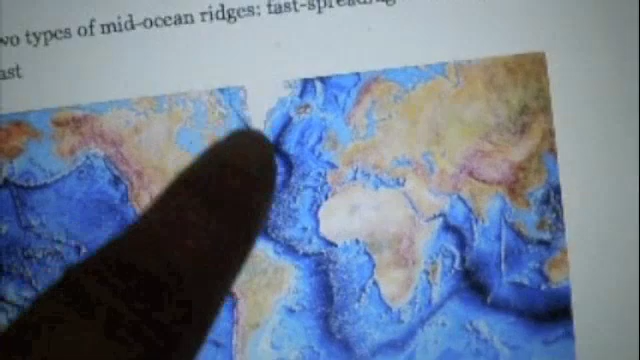 wo types of mid-ocean ridges: fast-spreading
ast